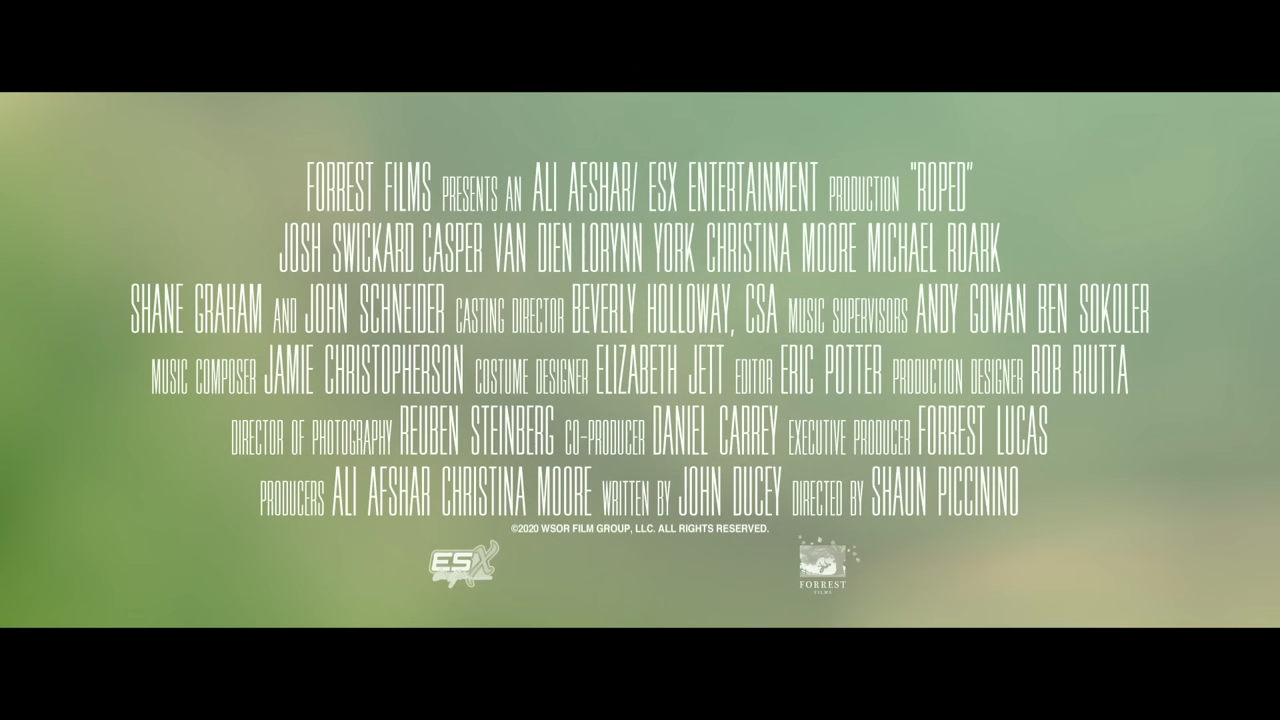 FORREST FILMS PRESENTS AN ALI AFSHAR/ ESX ENTERTAINMENT PRODUCTION "ROPED"
JOSH SWICKARD CASPER VAN DIEN LORYNN YORK CHRISTINA MOORE MICHAEL ROARK
SHANE GRAHAM AND JOHN SCHNEIDER CASTING DIRECTOR BEVERLY HOLLOWAY, CSA MUSIC SUPERVISORS ANDY GOWAN BEN SOKOLER
MUSIC COMPOSER JAMIE CHRISTOPHERSON COSTUME DESIGNER ELIZABETH JETT EDITOR ERIC POTTER PRODUCTION DESIGNER ROB RIUTTA
DIRECTOR OF PHOTOGRAPHY REUBEN STEINBERG CO-PRODUCER DANIEL CARREY EXECUTIVE PRODUCER FORREST LUCAS
PRODUCERS ALI AFSHAR CHRISTINA MOORE WRITTEN BY JOHN DUCEY DIRECTED BY SHAUN PICCININO
©2020 WSOR FILM GROUP, LLC. ALL RIGHTS RESERVED.
ESX
FORREST
FILMS